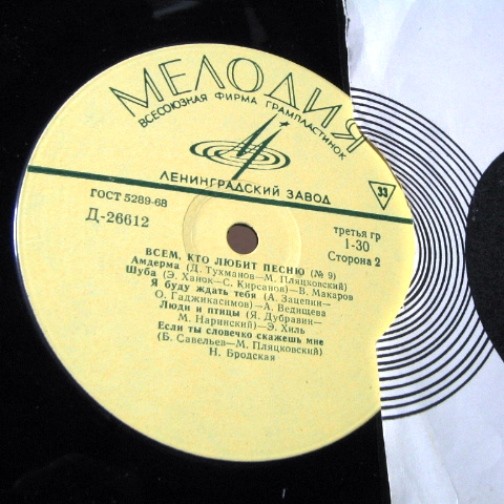 МЕЛОДИЯ
ВСЕСОЮЗНАЯ ФИРМА ГРАМПЛАСТИНОК
ЛЕНИНГРАДСКИЙ ЗАВОД
33
ГОСТ 5289-68
Д-26612
третья гр
1-30
Сторона 2
ВСЕМ, КТО ЛЮБИТ ПЕСНЮ (№ 9)
Амдерма (Д. Тухманов—М. Пляцковский)
Шуба (Э. Ханок—С. Кирсанов)—В. Макаров
Я буду ждать тебя (А. Зацепин—
О. Гаджикасимов)—А. Ведищева
Люди и птицы (Я. Дубравин—
М. Наринский)—Э. Хиль
Если ты словечко скажешь мне
(Б. Савельев—М. Пляцковский)
Н. Бродская